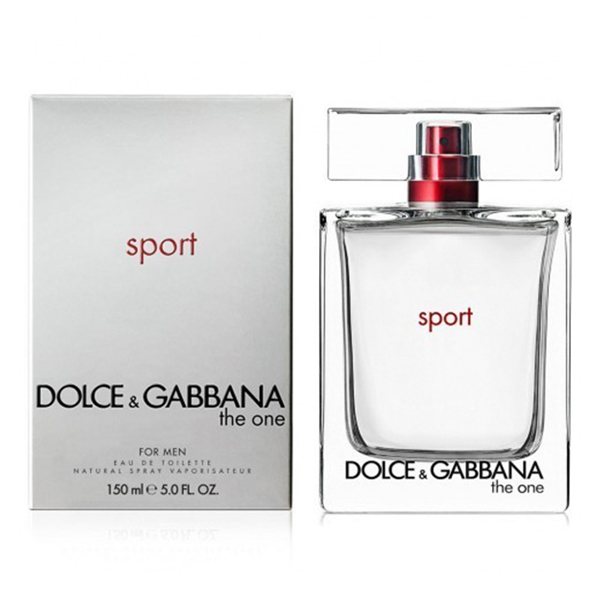 sport
DOLCE & GABBANA
the one
FOR MEN
EAU DE TOILETTE
NATURAL SPRAY VAPORISATEUR
150 ml ℮ 5.0 FL. OZ.
sport
DOLCE & GABBANA
the one